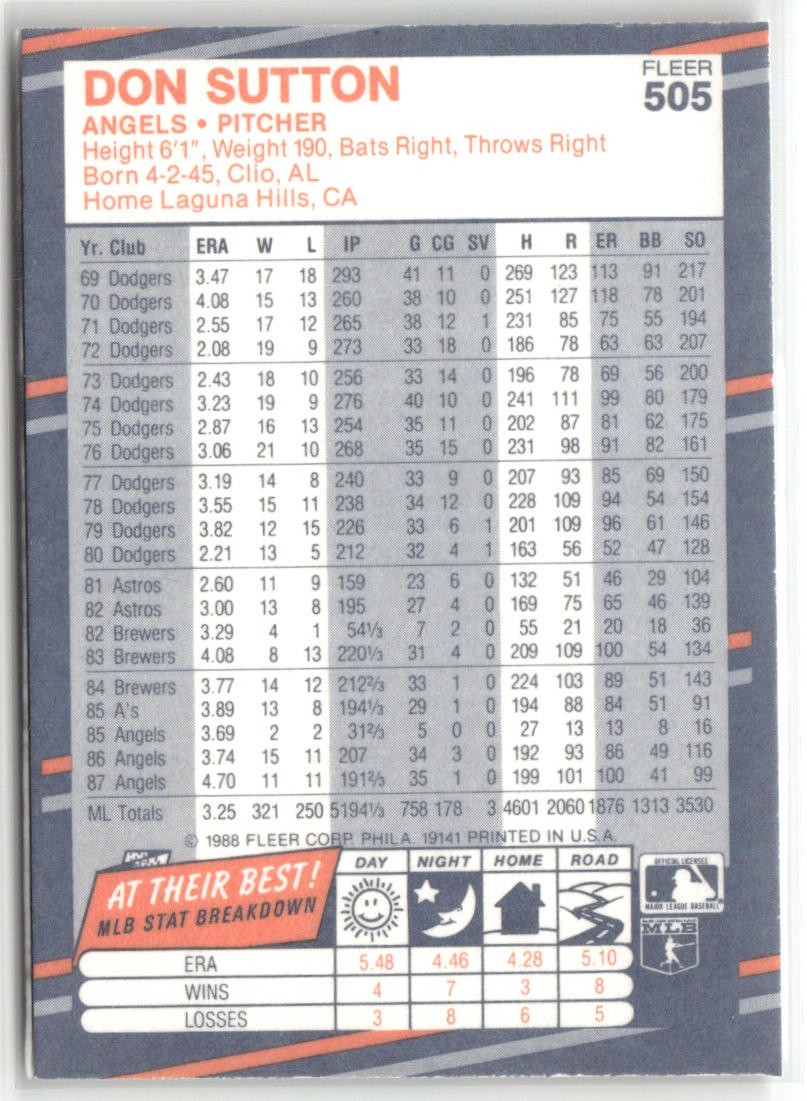 DON SUTTON
FLEER
505
ANGELS • PITCHER
Height 6'1", Weight 190, Bats Right, Throws Right
Born 4-2-45, Clio, AL
Home Laguna Hills, CA
Yr. Club ERA W L IP G CG SV H R ER BB SO
69 Dodgers 3.47 17 18 293 41 11 0 269 123 113 91 217
70 Dodgers 4.08 15 13 260 38 10 0 251 127 118 78 201
71 Dodgers 2.55 17 12 265 38 12 1 231 85 75 55 194
72 Dodgers 2.08 19 9 273 33 18 0 186 78 63 63 207
73 Dodgers 2.43 18 10 256 33 14 0 196 78 69 56 200
74 Dodgers 3.23 19 9 276 40 10 0 241 111 99 80 179
75 Dodgers 2.87 16 13 254 35 11 0 202 87 81 62 175
76 Dodgers 3.06 21 10 268 35 15 0 231 98 91 82 161
77 Dodgers 3.19 14 8 240 33 9 0 207 93 85 69 150
78 Dodgers 3.55 15 11 238 34 12 0 228 109 94 54 154
79 Dodgers 3.82 12 15 226 33 6 1 201 109 96 61 146
80 Dodgers 2.21 13 5 212 32 4 1 163 56 52 47 128
81 Astros 2.60 11 9 159 23 6 0 132 51 46 29 104
82 Astros 3.00 13 8 195 27 4 0 169 75 65 46 139
82 Brewers 3.29 4 1 54⅓ 7 2 0 55 21 20 18 36
83 Brewers 4.08 8 13 220⅓ 31 4 0 209 109 100 54 134
84 Brewers 3.77 14 12 212⅔ 33 1 0 224 103 89 51 143
85 A's 3.89 13 8 194⅓ 29 1 0 194 88 84 51 91
85 Angels 3.69 2 2 31⅔ 5 0 0 27 13 13 8 16
86 Angels 3.74 15 11 207 34 3 0 192 93 86 49 116
87 Angels 4.70 11 11 191⅔ 35 1 0 199 101 100 41 99
ML Totals 3.25 321 250 5194⅓ 758 178 3 4601 2060 1876 1313 3530
© 1988 FLEER CORP. PHILA. 19141 PRINTED IN U.S.A.
AT THEIR BEST!
MLB STAT BREAKDOWN
DAY NIGHT HOME ROAD
ERA 5.48 4.46 4.28 5.10
WINS 4 7 3 8
LOSSES 3 8 6 5
OFFICIAL LICENSEE
MAJOR LEAGUE BASEBALL
MLB